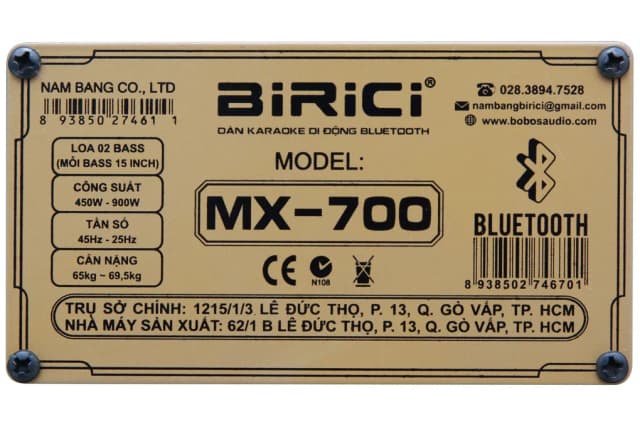 NAM BANG CO., LTD
8 93850 27461 1
BiRiCi®
DÀN KARAOKE DI ĐỘNG BLUETOOTH
028.3894.7528
nambangbirici@gmail.com
www.bobosaudio.com
LOA 02 BASS
(MỖI BASS 15 INCH)
CÔNG SUẤT
450W - 900W
TẦN SỐ
45Hz - 25Hz
CÂN NẶNG
65kg ~ 69,5kg
MODEL:
MX-700
CE
N108
BLUETOOTH
8 938502 746701
TRỤ SỞ CHÍNH: 1215/1/3 LÊ ĐỨC THỌ, P. 13, Q. GÒ VẤP, TP. HCM
NHÀ MÁY SẢN XUẤT: 62/1 B LÊ ĐỨC THỌ, P. 13, Q. GÒ VẤP, TP. HCM